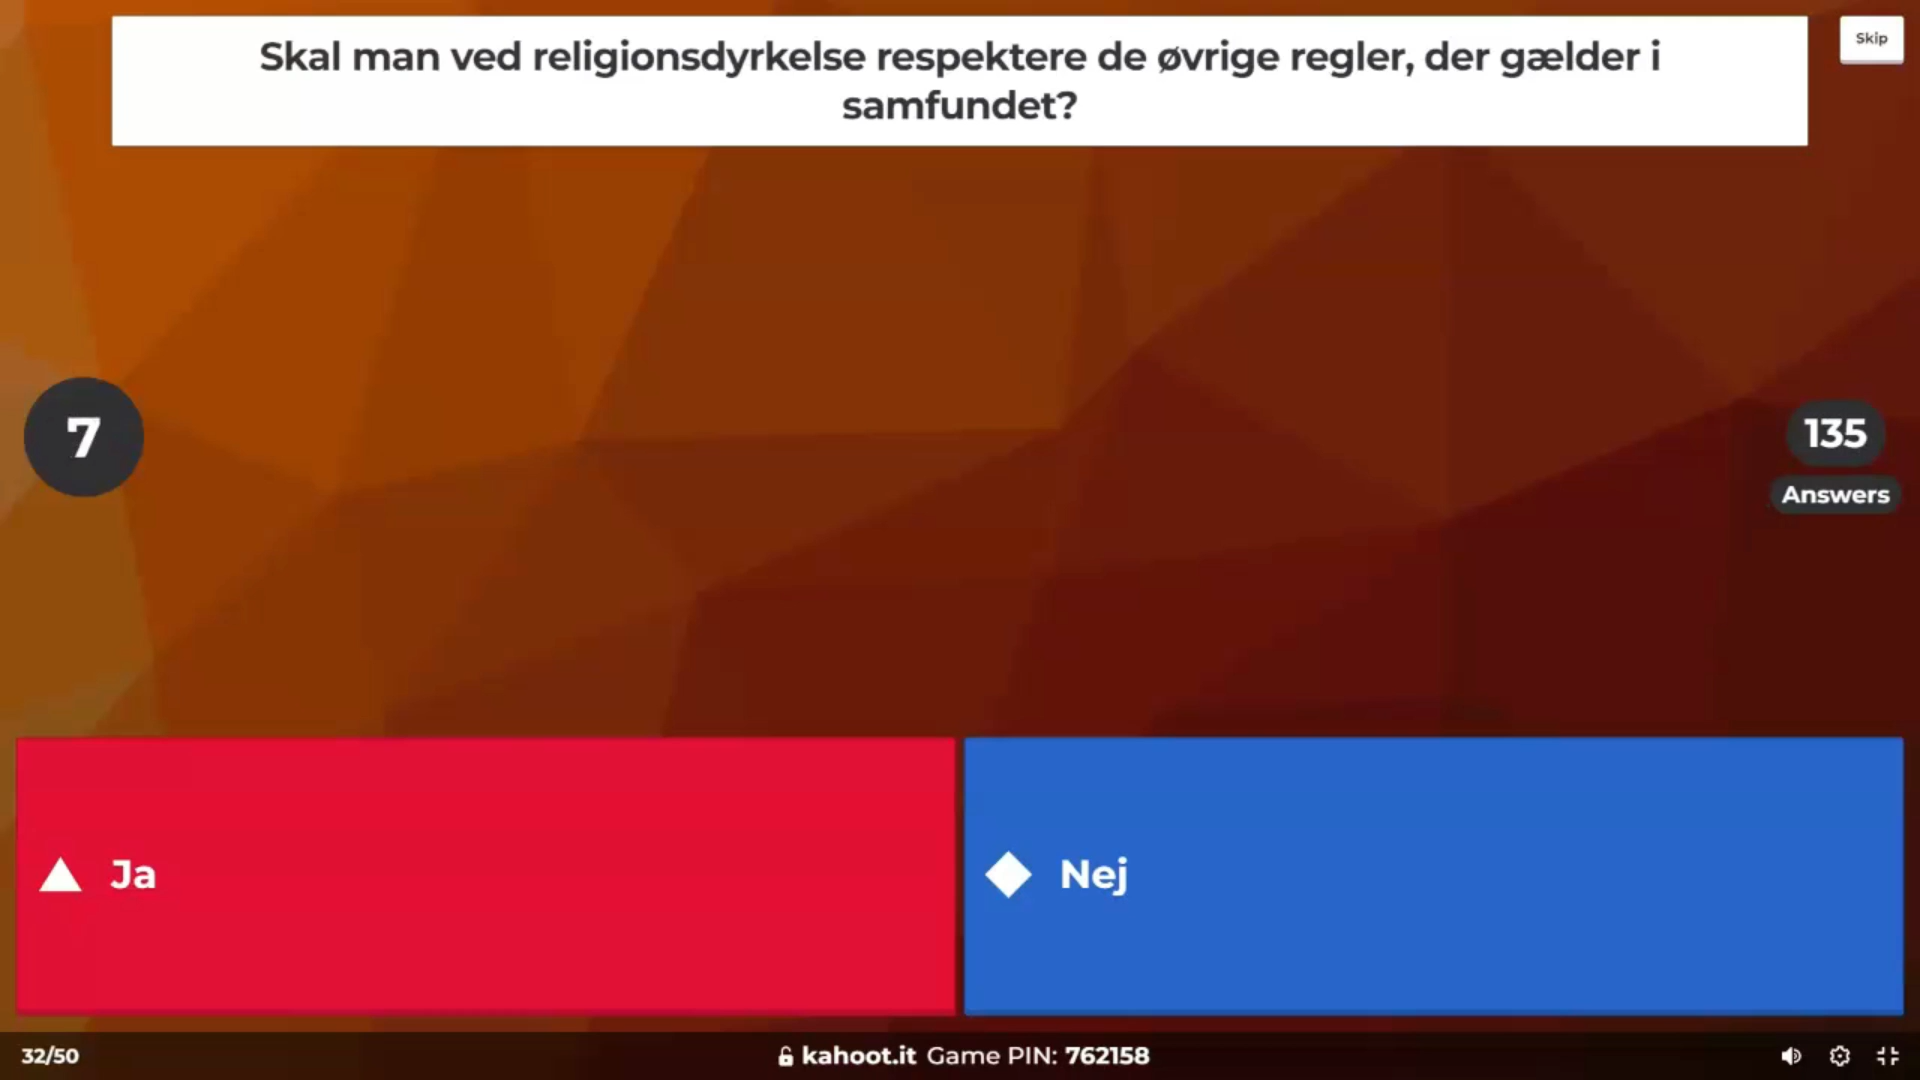 Skal man ved religionsdyrkelse respektere de øvrige regler, der gælder i
samfundet?
Skip
7
135
Answers
Ja
Nej
32/50
kahoot.it Game PIN: 762158